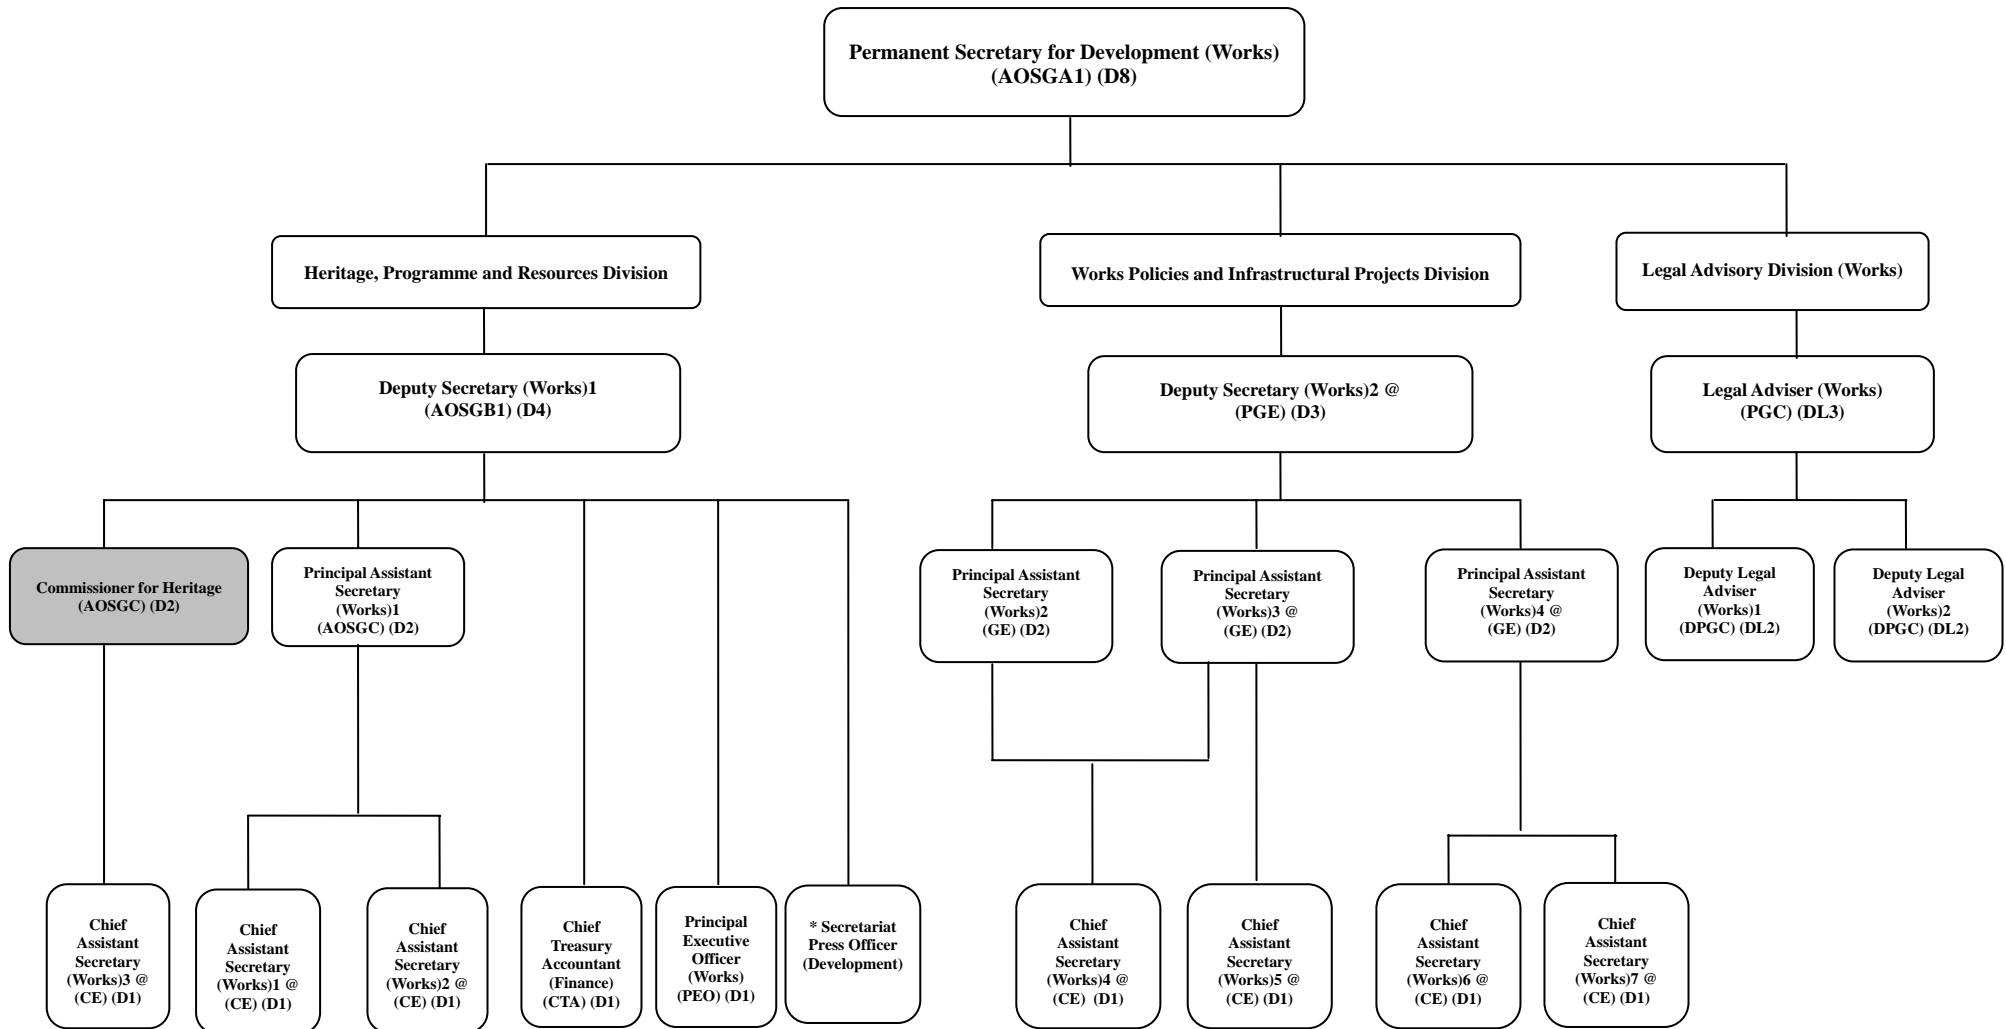 Permanent Secretary for Development (Works)
(AOSGA1) (D8)
Heritage, Programme and Resources Division
Works Policies and Infrastructural Projects Division
Legal Advisory Division (Works)
Deputy Secretary (Works)1
(AOSGB1) (D4)
Deputy Secretary (Works)2 @
(PGE) (D3)
Legal Adviser (Works)
(PGC) (DL3)
Commissioner for Heritage
(AOSGC) (D2)
Principal Assistant
Secretary
(Works)1
(AOSGC) (D2)
Principal Assistant
Secretary
(Works)2
(GE) (D2)
Principal Assistant
Secretary
(Works)3 @
(GE) (D2)
Principal Assistant
Secretary
(Works)4 @
(GE) (D2)
Deputy Legal
Adviser
(Works)1
(DPGC) (DL2)
Deputy Legal
Adviser
(Works)2
(DPGC) (DL2)
Chief
Assistant
Secretary
(Works)3 @
(CE) (D1)
Chief
Assistant
Secretary
(Works)1 @
(CE) (D1)
Chief
Assistant
Secretary
(Works)2 @
(CE) (D1)
Chief
Treasury
Accountant
(Finance)
(CTA) (D1)
Principal
Executive
Officer
(Works)
(PEO) (D1)
* Secretariat
Press Officer
(Development)
Chief
Assistant
Secretary
(Works)4 @
(CE) (D1)
Chief
Assistant
Secretary
(Works)5 @
(CE) (D1)
Chief
Assistant
Secretary
(Works)6 @
(CE) (D1)
Chief
Assistant
Secretary
(Works)7 @
(CE) (D1)